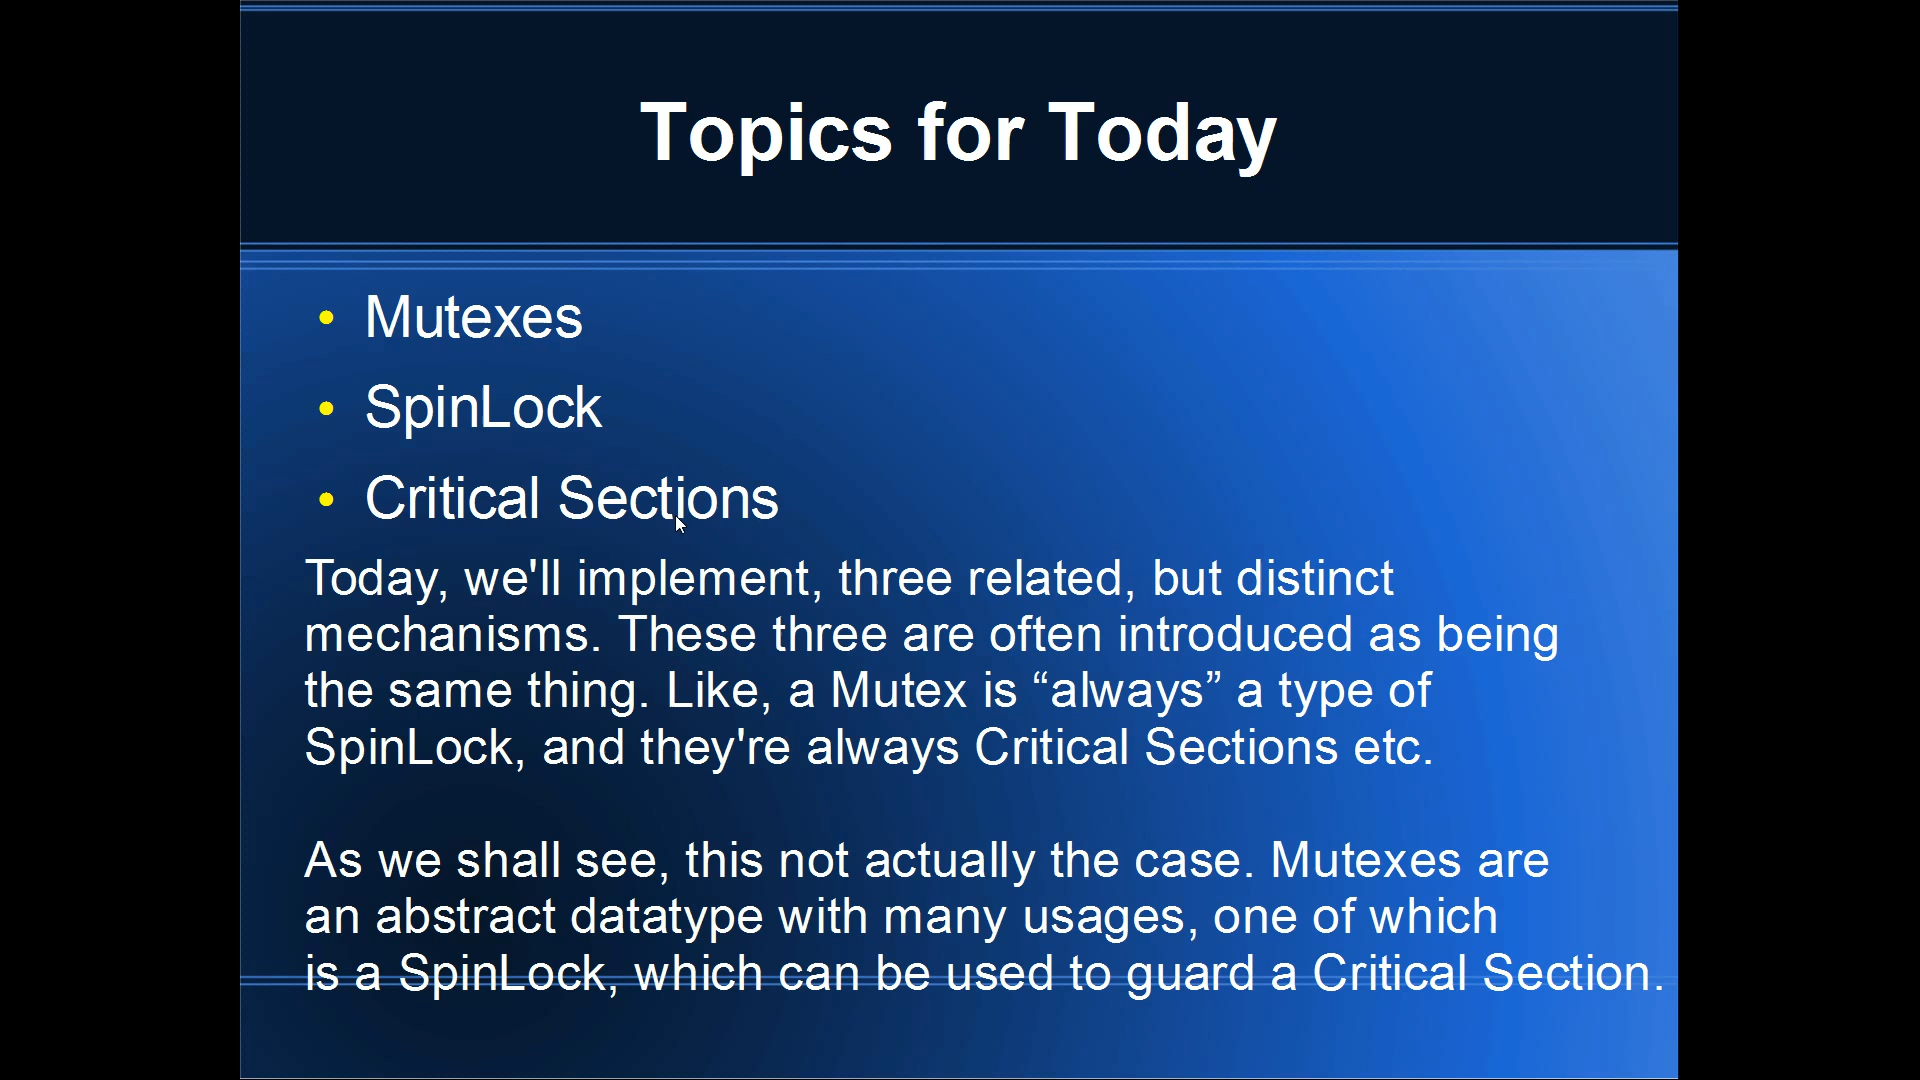 Topics for Today
• Mutexes
• SpinLock
• Critical Sections
Today, we'll implement, three related, but distinct
mechanisms. These three are often introduced as being
the same thing. Like, a Mutex is “always” a type of
SpinLock, and they're always Critical Sections etc.
As we shall see, this not actually the case. Mutexes are
an abstract datatype with many usages, one of which
is a SpinLock, which can be used to guard a Critical Section.